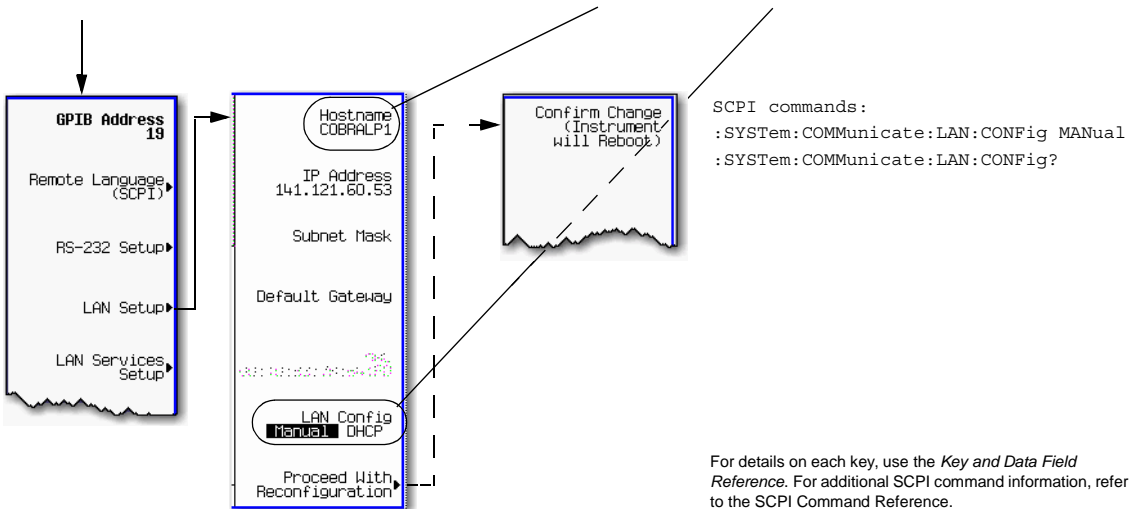 GPIB Address
19
Remote Language
(SCPI)
RS-232 Setup
LAN Setup
LAN Services
Setup
Hostname
COBRALP1
IP Address
141.121.60.53
Subnet Mask
Default Gateway
LAN Config
Manual DHCP
Proceed With
Reconfiguration
Confirm Change
(Instrument
will Reboot)
SCPI commands:
:SYSTem:COMMunicate:LAN:CONFig MANual
:SYSTem:COMMunicate:LAN:CONFig?
For details on each key, use the Key and Data Field
Reference. For additional SCPI command information, refer
to the SCPI Command Reference.